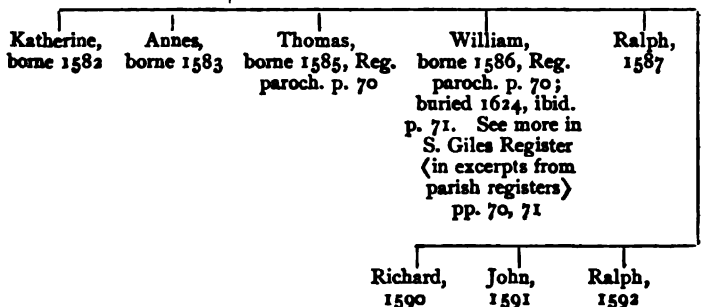 Katherine,
borne 1582
Annes,
borne 1583
Thomas,
borne 1585, Reg.
paroch. p. 70
William,
borne 1586, Reg.
paroch. p. 70;
buried 1624, ibid.
p. 71. See more in
S. Giles Register
⟨in excerpts from
parish registers⟩
pp. 70, 71
Ralph,
1587
Richard,
1590
John,
1591
Ralph,
1592